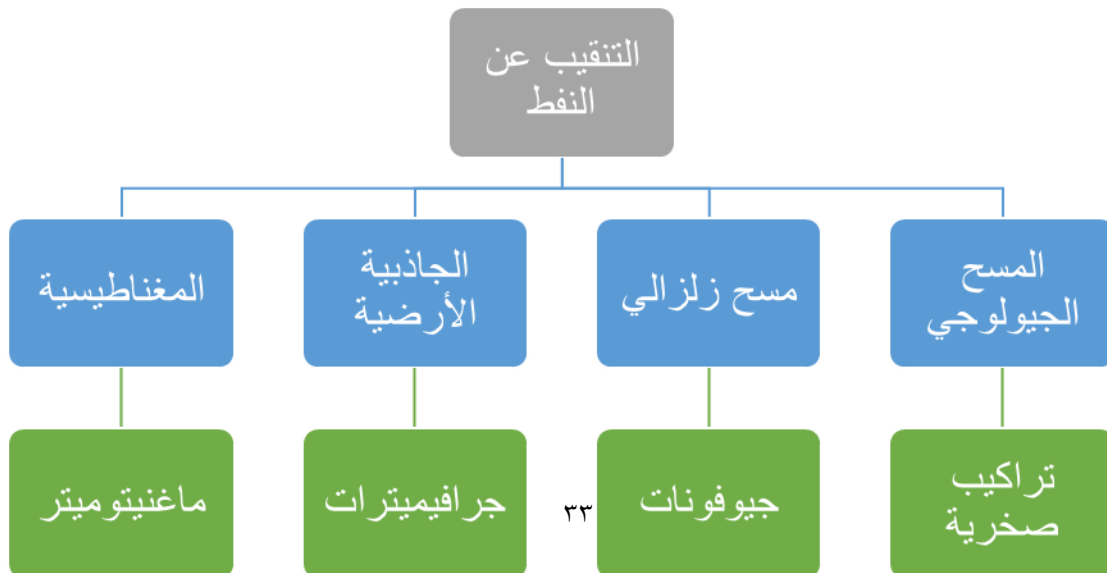 التنقيب عن
النفط
المسح
الجيولوجي
مسح زلزالي
الجاذبية
الأرضية
المغناطيسية
تراكيب
صخرية
جيوفونات
٣٣
جرافيميترات
ماغنيتوميتر